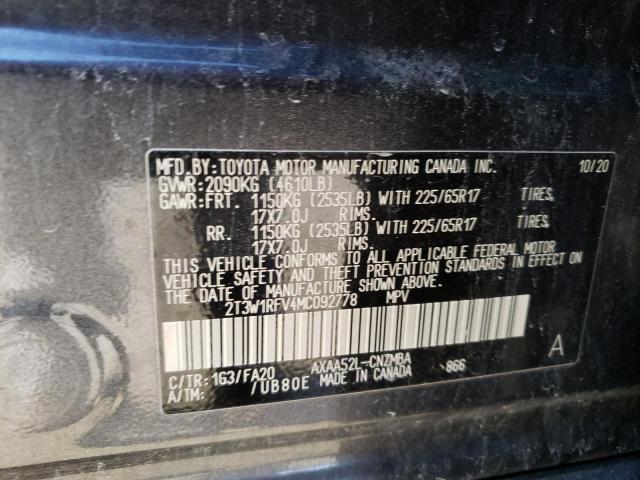 MFD.BY:TOYOTA MOTOR MANUFACTURING CANADA INC. 10/20
GVWR:2090KG (4610LB)
GAWR:FRT. 1150KG (2535LB) WITH 225/65R17 TIRES,
17X7.0J RIMS.
RR. 1150KG (2535LB) WITH 225/65R17 TIRES,
17X7.0J RIMS.
THIS VEHICLE CONFORMS TO ALL APPLICABLE FEDERAL MOTOR
VEHICLE SAFETY AND THEFT PREVENTION STANDARDS IN EFFECT ON
THE DATE OF MANUFACTURE SHOWN ABOVE.
2T3W1RFV4MC092778 MPV
C/TR:1G3/FA20 AXAA52L-CNZMBA 866 A
A/TM: /UB80E MADE IN CANADA